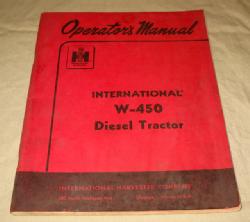 Operator's Manual
INTERNATIONAL
W-450
Diesel Tractor
INTERNATIONAL HARVESTER COMPANY